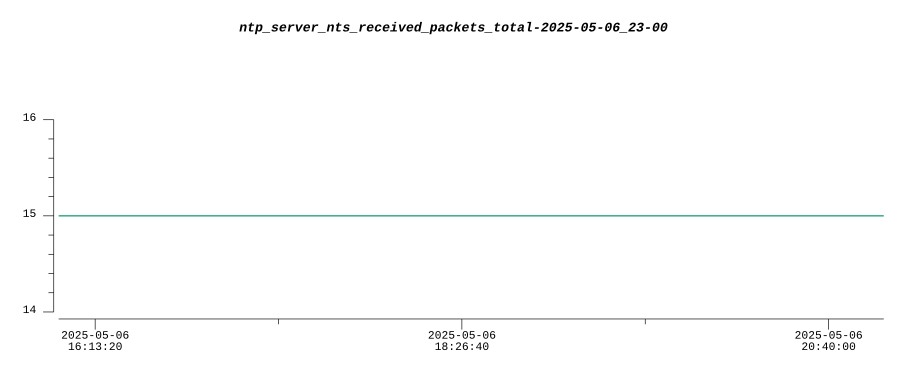 ntp_server_nts_received_packets_total-2025-05-06_23-00
16
15
14
2025-05-06 2025-05-06 2025-05-06
16:13:20 18:26:40 20:40:00